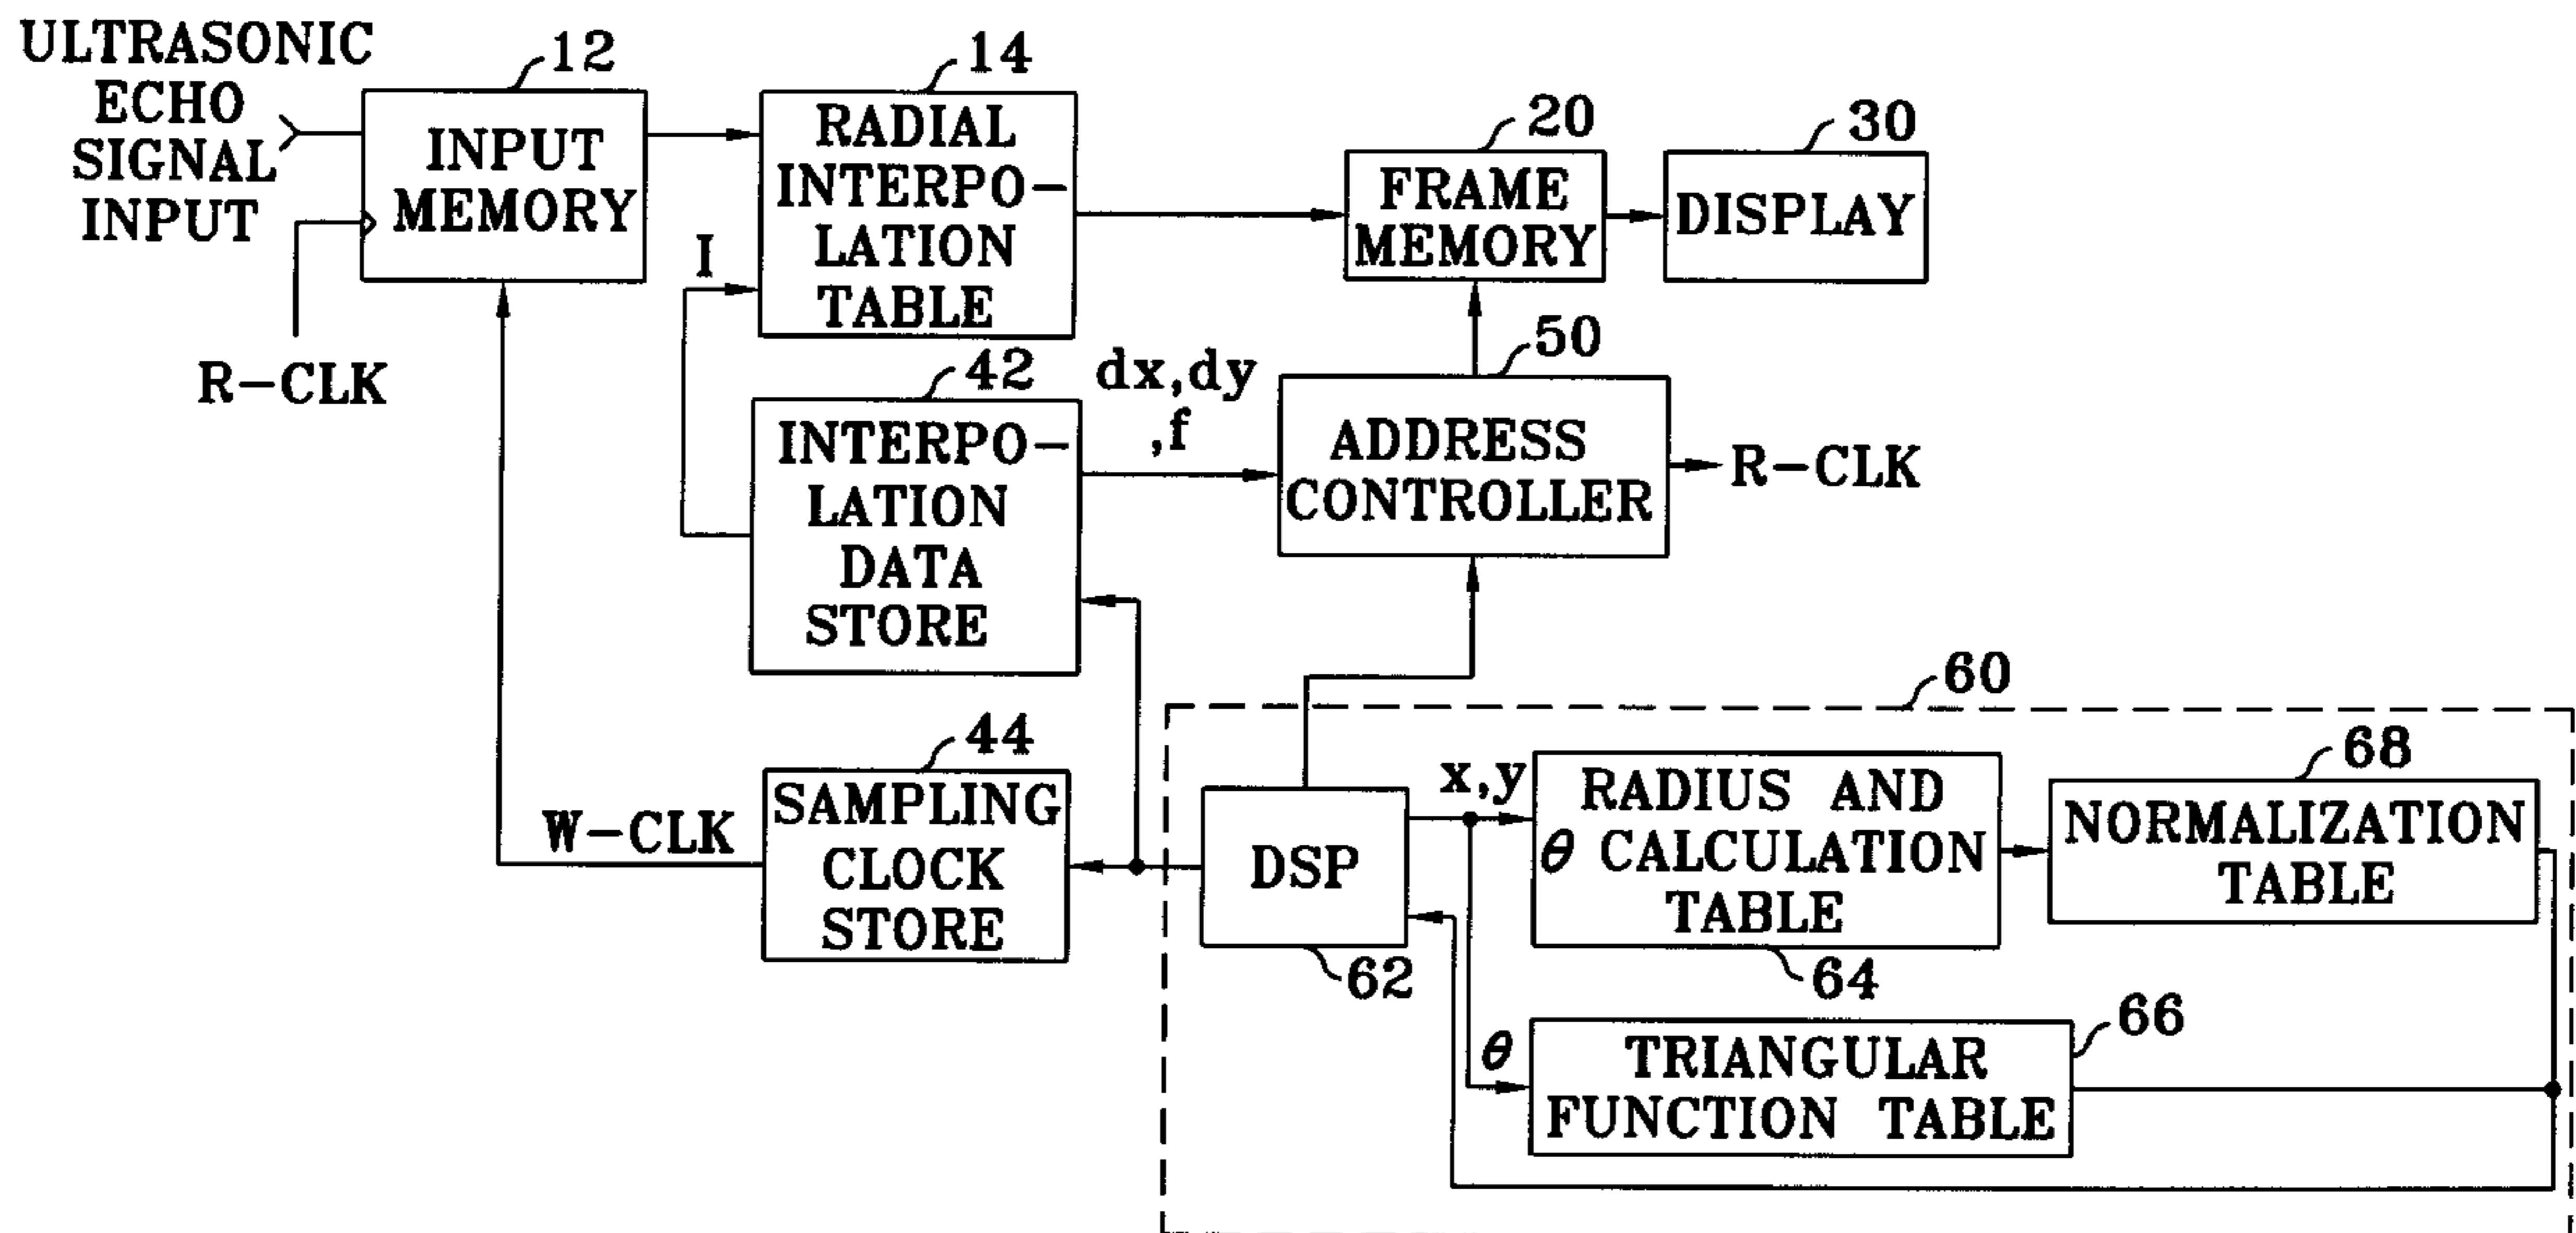 ULTRASONIC
ECHO
SIGNAL
INPUT
R-CLK
12
INPUT
MEMORY
14
RADIAL
INTERPO-
LATION
TABLE
I
20
FRAME
MEMORY
30
DISPLAY
42
INTERPO-
LATION
DATA
STORE
dx,dy
,f
50
ADDRESS
CONTROLLER
R-CLK
44
SAMPLING
CLOCK
STORE
W-CLK
60
DSP
62
x,y
RADIUS AND
θ CALCULATION
TABLE
64
68
NORMALIZATION
TABLE
θ
66
TRIANGULAR
FUNCTION TABLE